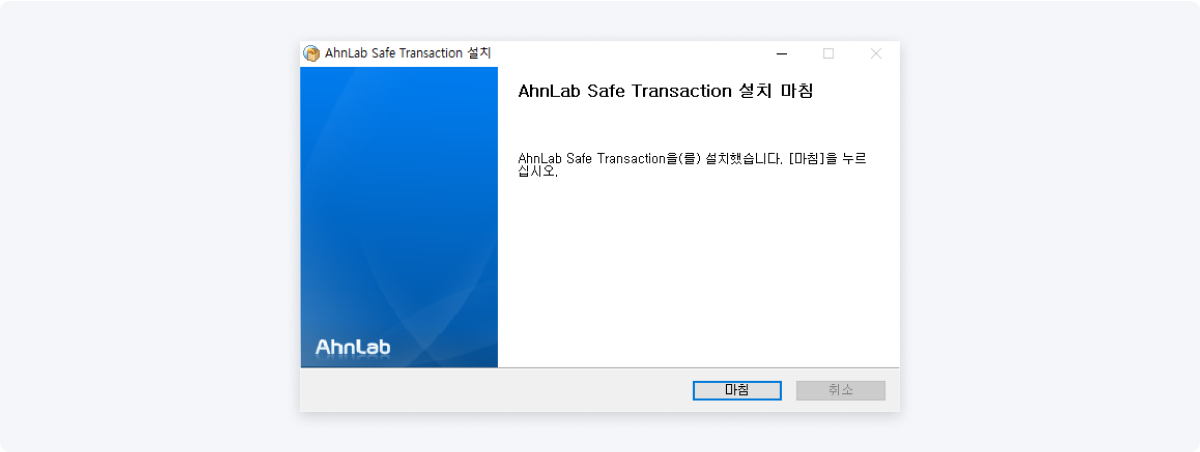 AhnLab Safe Transaction 설치
AhnLab Safe Transaction 설치 마침
AhnLab Safe Transaction을(를) 설치했습니다. [마침]을 누르
십시오.
AhnLab
마침
취소